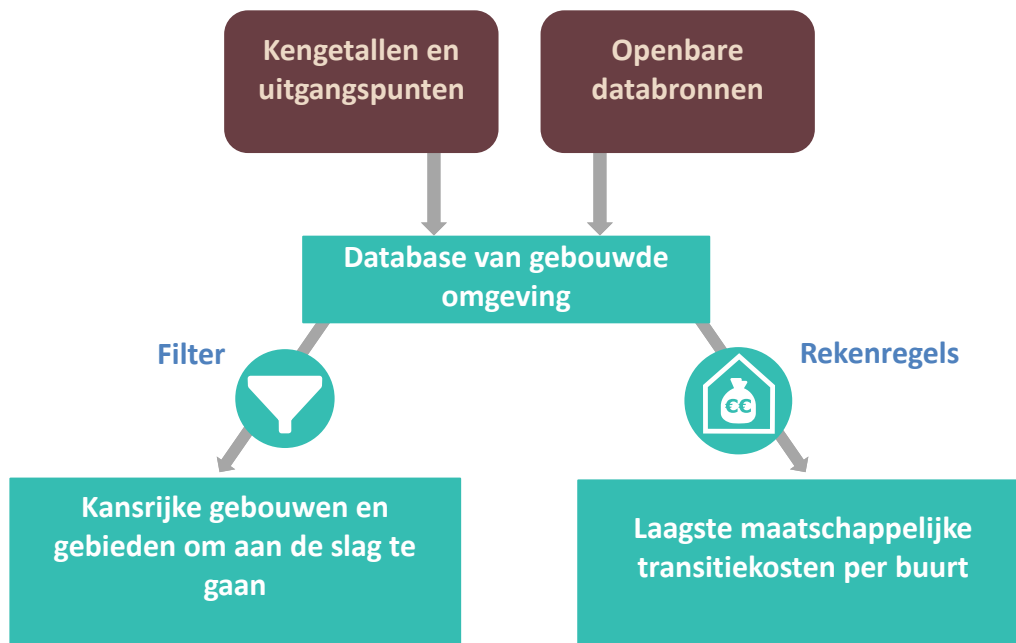 Kengetallen en
uitgangspunten
Openbare
databronnen
Database van gebouwde
omgeving
Filter
Rekenregels
€€
Kansrijke gebouwen en
gebieden om aan de slag te
gaan
Laagste maatschappelijke
transitiekosten per buurt